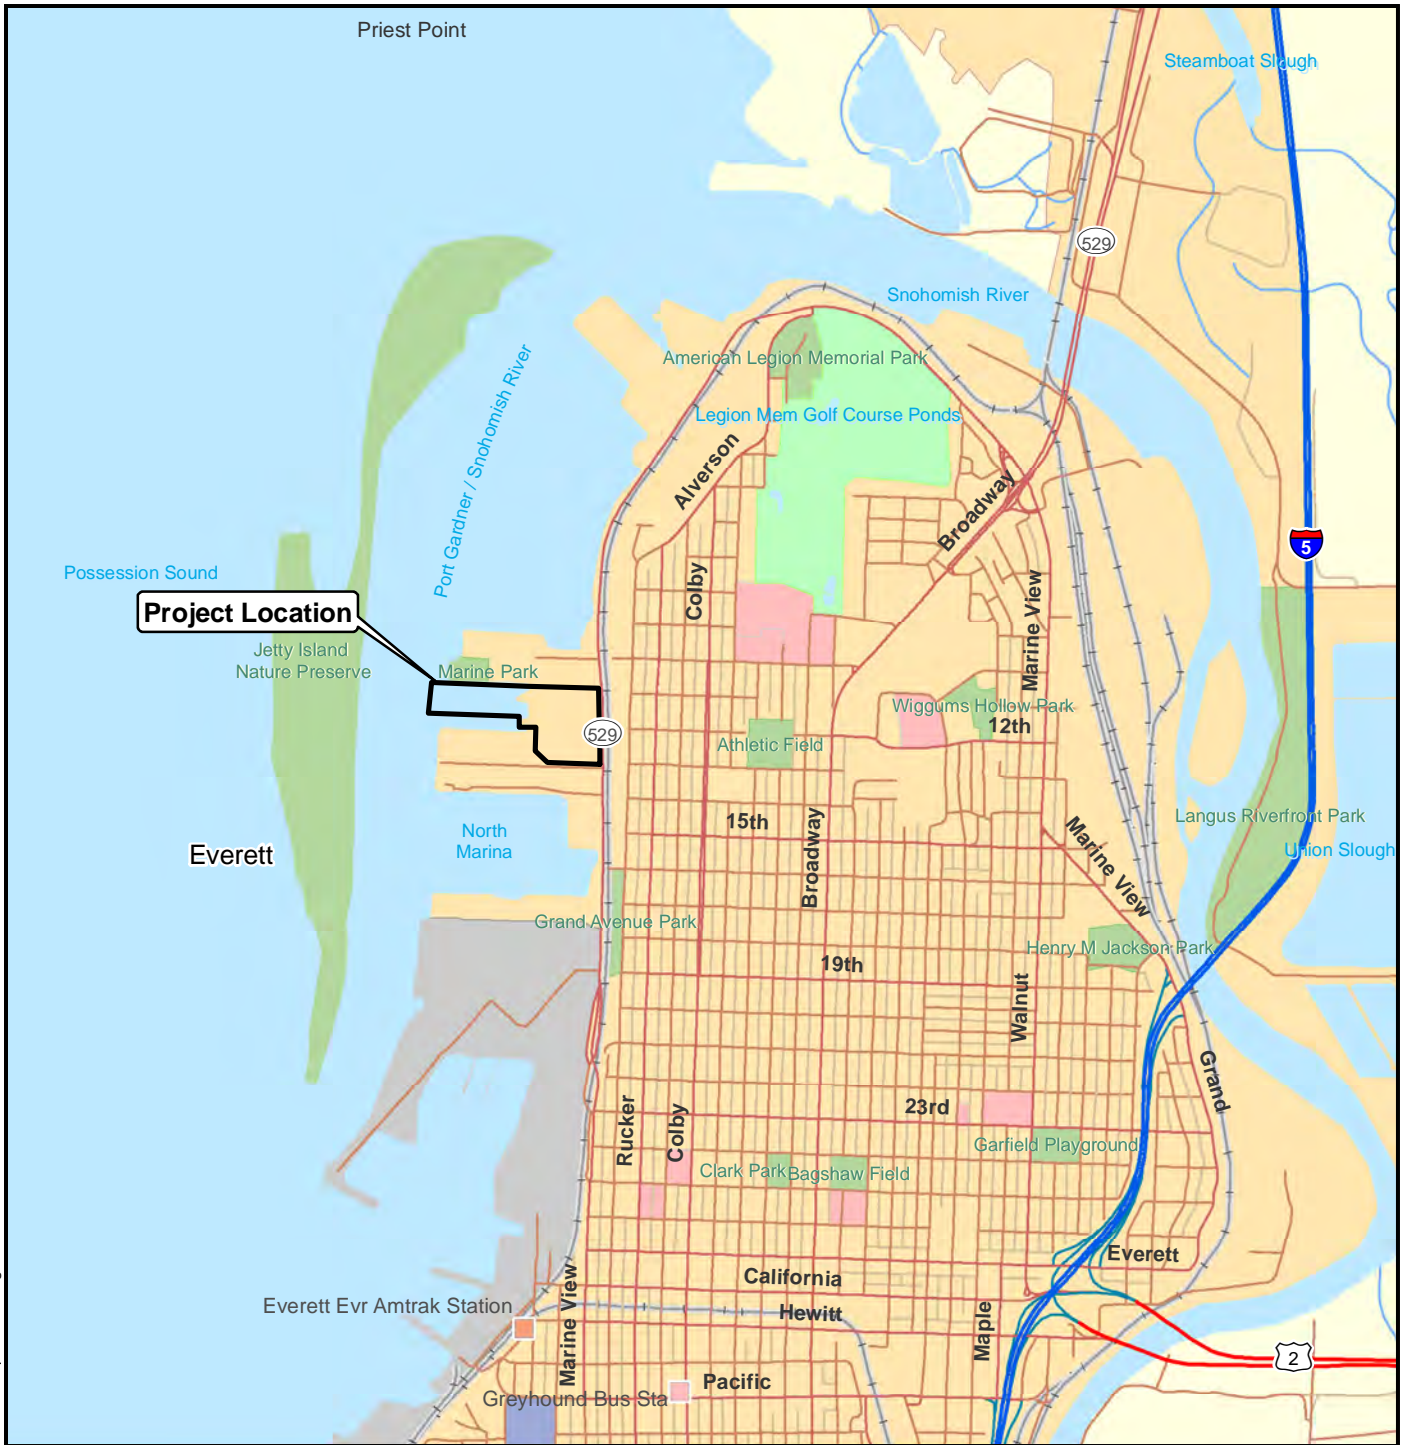 Priest Point
Steamboat Slough
529
Snohomish River
American Legion Memorial Park
Legion Mem Golf Course Ponds
Port Gardner / Snohomish River
Alverson
Broadway
5
Possession Sound
Colby
Marine View
Project Location
Jetty Island
Nature Preserve
Marine Park
Wiggums Hollow Park
12th
529
Athletic Field
15th
Broadway
Langus Riverfront Park
North
Marina
Marine View
Union Slough
Everett
Grand Avenue Park
Henry M Jackson Park
19th
Walnut
Grand
Rucker
Colby
23rd
Garfield Playground
Clark Park
Bagshaw Field
Everett
California
Everett Evr Amtrak Station
Hewitt
Marine View
Maple
2
Pacific
Greyhound Bus Sta